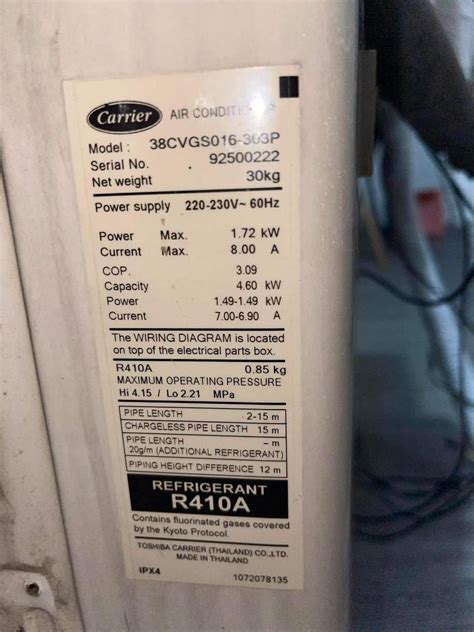 Carrier AIR CONDITIONER
Model : 38CVGS016-303P
Serial No. 92500222
Net weight 30kg
Power supply 220-230V~ 60Hz
Power Max. 1.72 kW
Current Max. 8.00 A
COP. 3.09
Capacity 4.60 kW
Power 1.49-1.49 kW
Current 7.00-6.90 A
The WIRING DIAGRAM is located
on top of the electrical parts box.
R410A 0.85 kg
MAXIMUM OPERATING PRESSURE
Hi 4.15 / Lo 2.21 MPa
PIPE LENGTH 2-15 m
CHARGELESS PIPE LENGTH 15 m
PIPE LENGTH – m
20g/m (ADDITIONAL REFRIGERANT)
PIPING HEIGHT DIFFERENCE 12 m
REFRIGERANT
R410A
Contains fluorinated gases covered
by the Kyoto Protocol.
TOSHIBA CARRIER (THAILAND) CO.,LTD.
MADE IN THAILAND
IPX4 1072078135